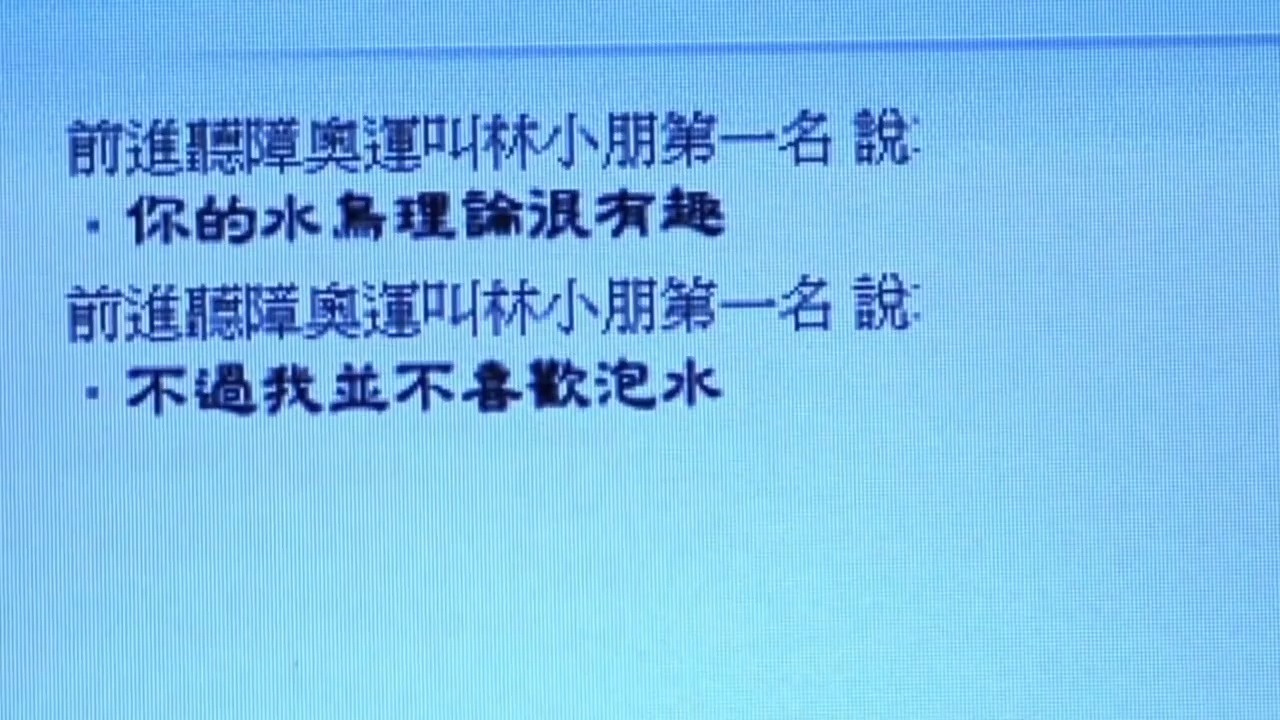 前進聽障奧運叫林小朋第一名 說:
· 你的水鳥理論很有趣
前進聽障奧運叫林小朋第一名 說:
· 不過我並不喜歡泡水